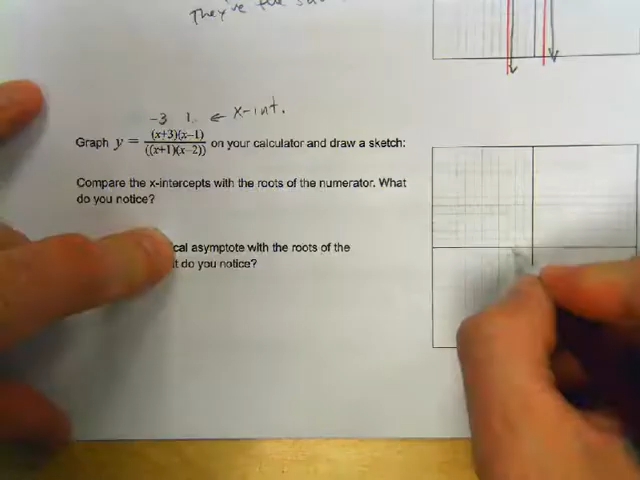 They're the
-3 1 ← x-int.
Graph y = (x+3)(x−1) / ((x+1)(x−2)) on your calculator and draw a sketch:
Compare the x-intercepts with the roots of the numerator. What
do you notice?
cal asymptote with the roots of the
t do you notice?